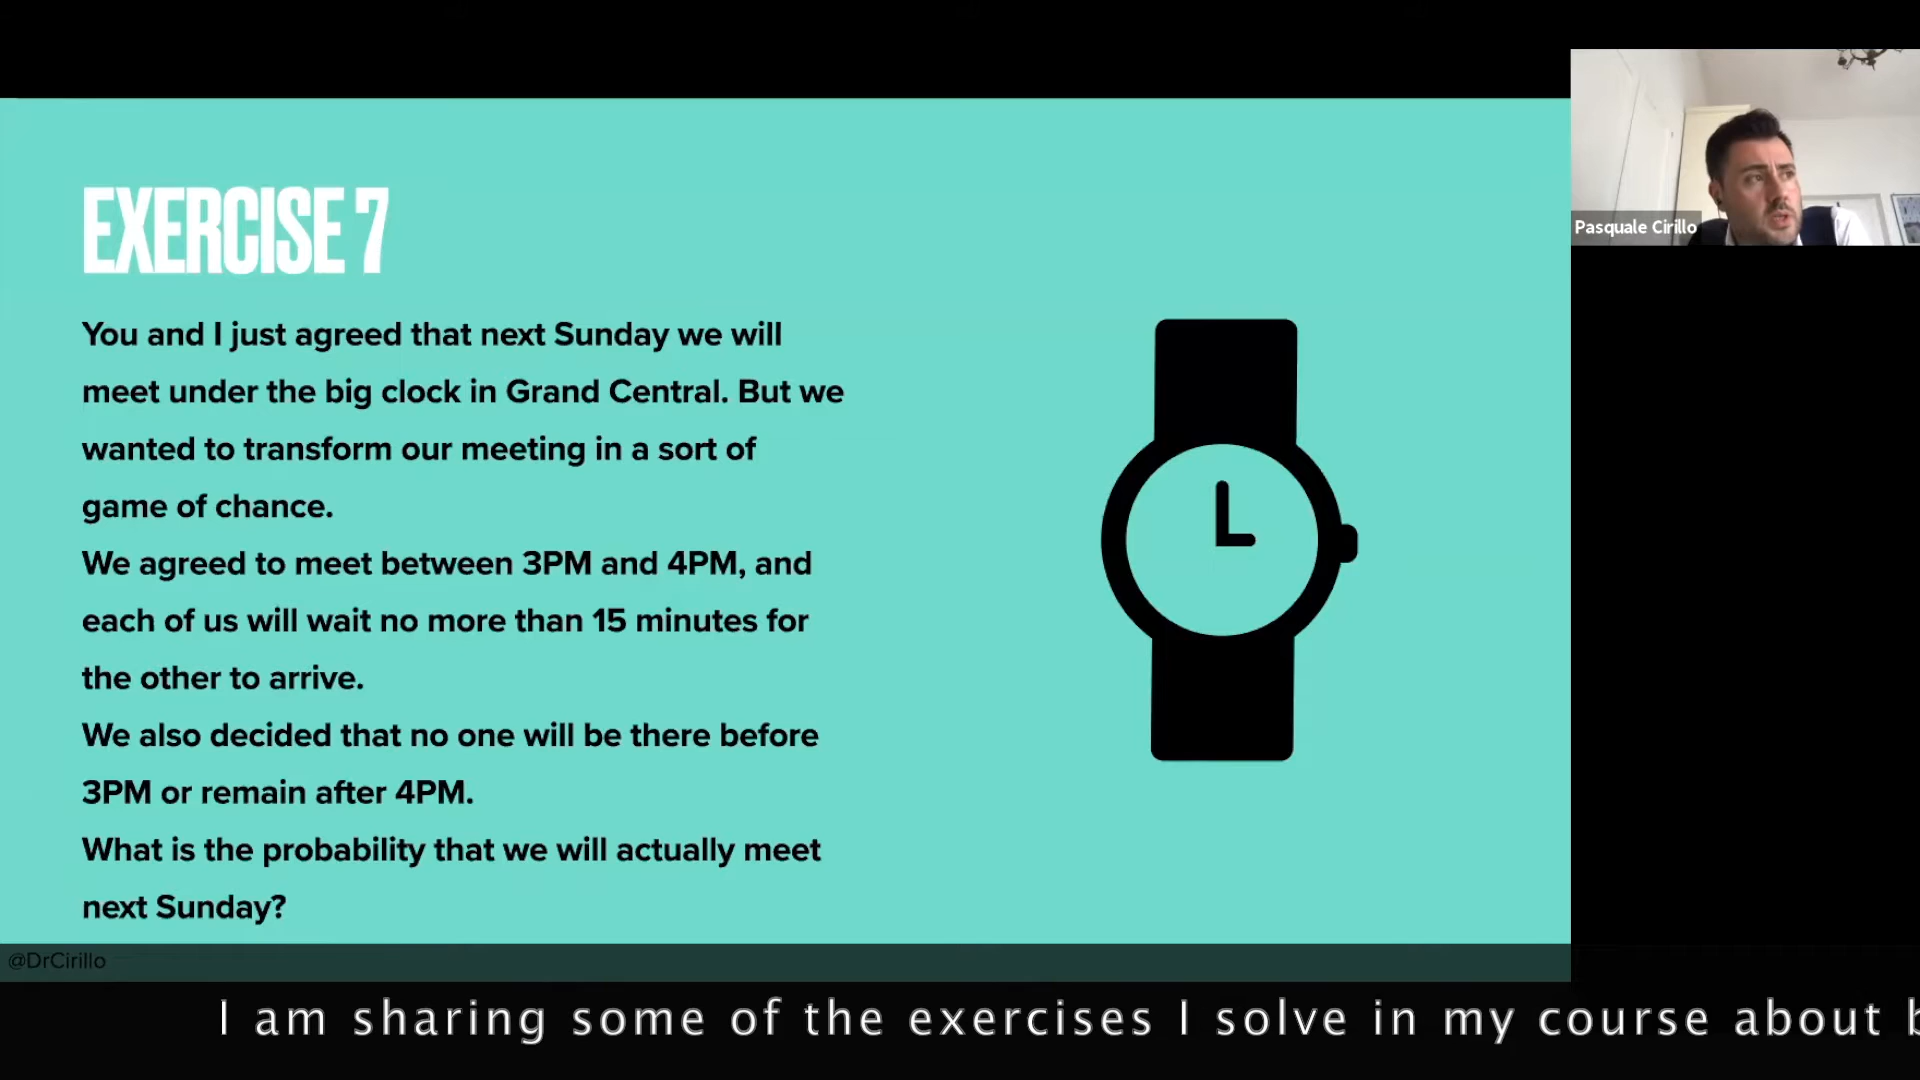 EXERCISE 7
You and I just agreed that next Sunday we will
meet under the big clock in Grand Central. But we
wanted to transform our meeting in a sort of
game of chance.
We agreed to meet between 3PM and 4PM, and
each of us will wait no more than 15 minutes for
the other to arrive.
We also decided that no one will be there before
3PM or remain after 4PM.
What is the probability that we will actually meet
next Sunday?
Pasquale Cirillo
@DrCirillo
I am sharing some of the exercises I solve in my course about